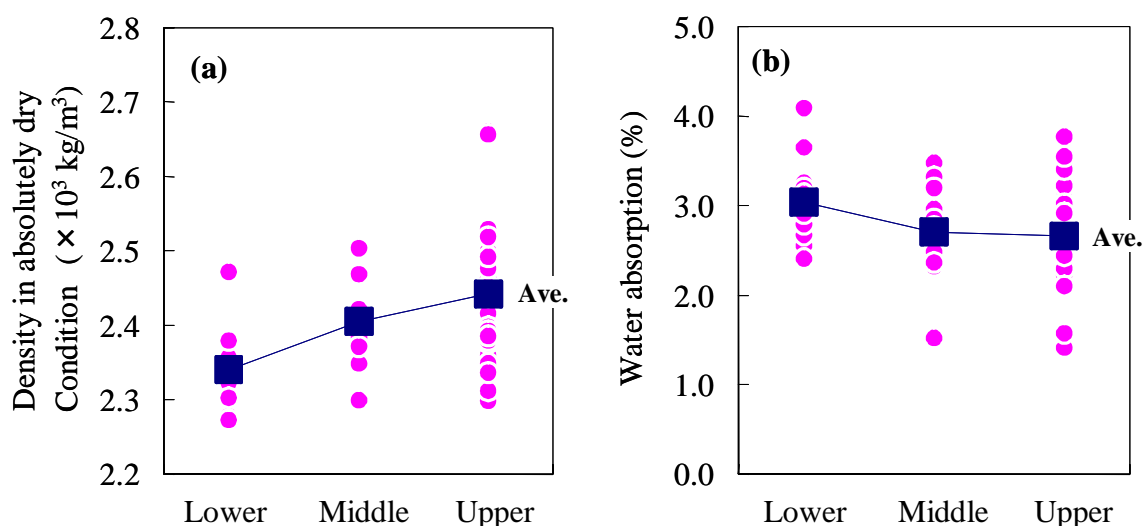 (a)
Density in absolutely dry
Condition (×10³ kg/m³)
2.8
2.7
2.6
2.5
2.4
2.3
2.2
Ave.
Lower Middle Upper
(b)
Water absorption (%)
5.0
4.0
3.0
2.0
1.0
0.0
Ave.
Lower Middle Upper